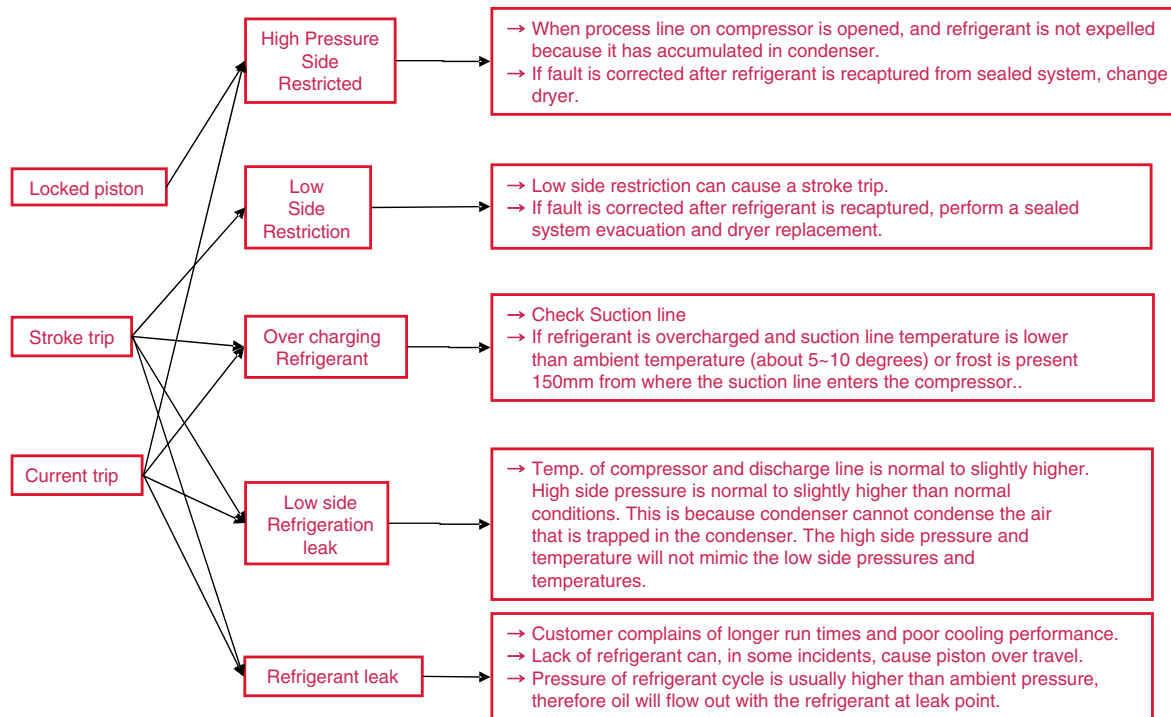 High Pressure
Side
Restricted
→ When process line on compressor is opened, and refrigerant is not expelled
because it has accumulated in condenser.
→ If fault is corrected after refrigerant is recaptured from sealed system, change
dryer.
Locked piston
Low
Side
Restriction
→ Low side restriction can cause a stroke trip.
→ If fault is corrected after refrigerant is recaptured, perform a sealed
system evacuation and dryer replacement.
Stroke trip
Over charging
Refrigerant
→ Check Suction line
→ If refrigerant is overcharged and suction line temperature is lower
than ambient temperature (about 5~10 degrees) or frost is present
150mm from where the suction line enters the compressor..
Current trip
Low side
Refrigeration
leak
→ Temp. of compressor and discharge line is normal to slightly higher.
High side pressure is normal to slightly higher than normal
conditions. This is because condenser cannot condense the air
that is trapped in the condenser. The high side pressure and
temperature will not mimic the low side pressures and
temperatures.
Refrigerant leak
→ Customer complains of longer run times and poor cooling performance.
→ Lack of refrigerant can, in some incidents, cause piston over travel.
→ Pressure of refrigerant cycle is usually higher than ambient pressure,
therefore oil will flow out with the refrigerant at leak point.